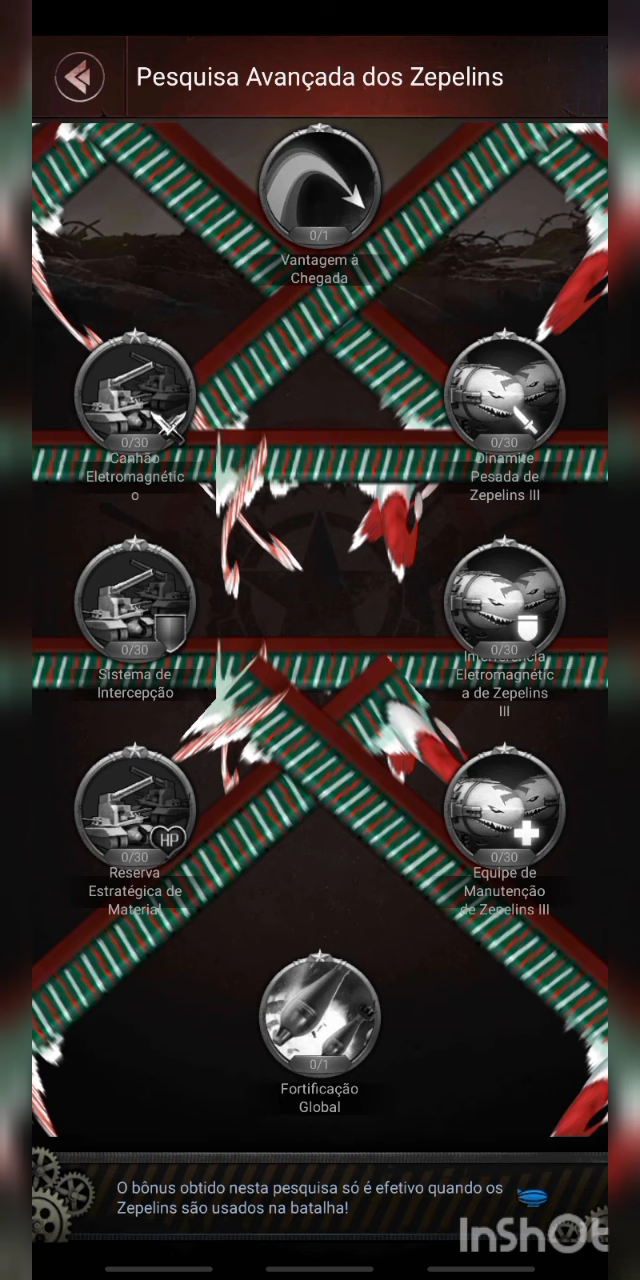 Pesquisa Avançada dos Zepelins
0/1
Vantagem à
Chegada
0/30
Canhão
Eletromagnétic
o
0/30
Dinamite
Pesada de
Zepelins III
0/30
Sistema de
Intercepção
0/30
Interferência
Eletromagnétic
a de Zepelins
III
HP
0/30
Reserva
Estratégica de
Material
0/30
Equipe de
Manutenção
de Zepelins III
0/1
Fortificação
Global
O bônus obtido nesta pesquisa só é efetivo quando os
Zepelins são usados na batalha!
InShOt